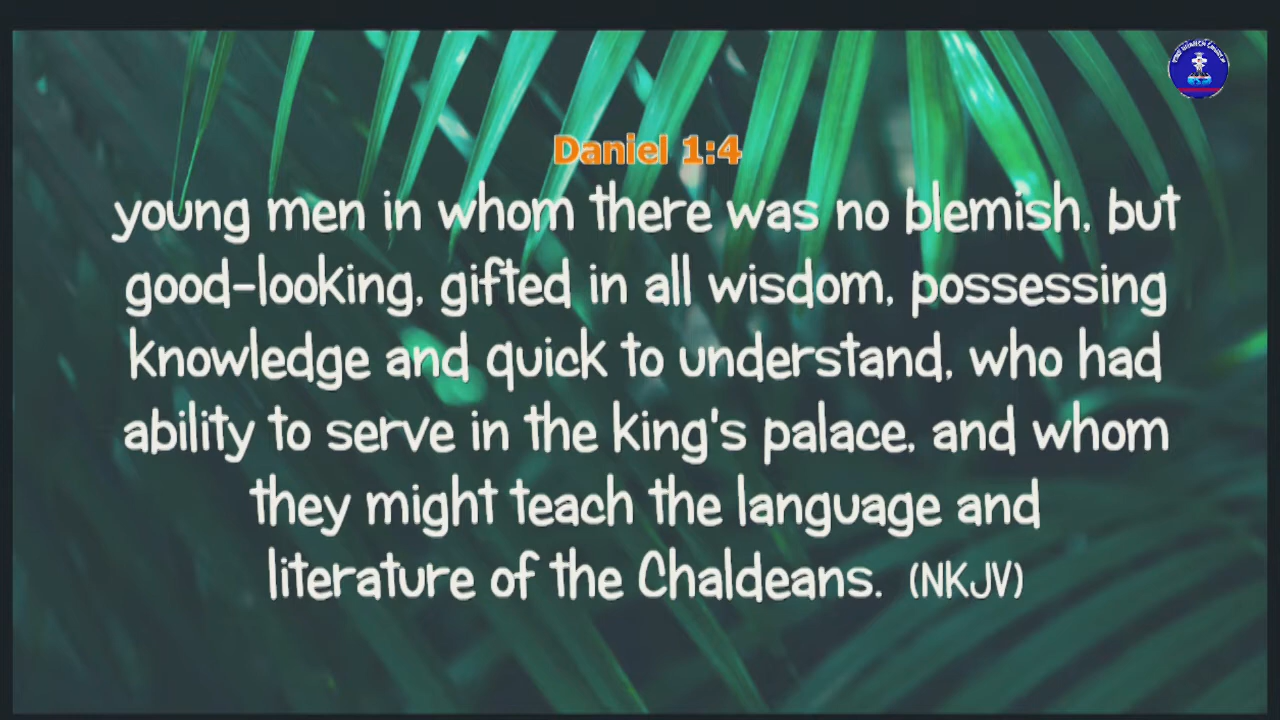 Daniel 1:4
young men in whom there was no blemish, but
good-looking, gifted in all wisdom, possessing
knowledge and quick to understand, who had
ability to serve in the king's palace, and whom
they might teach the language and
literature of the Chaldeans. (NKJV)